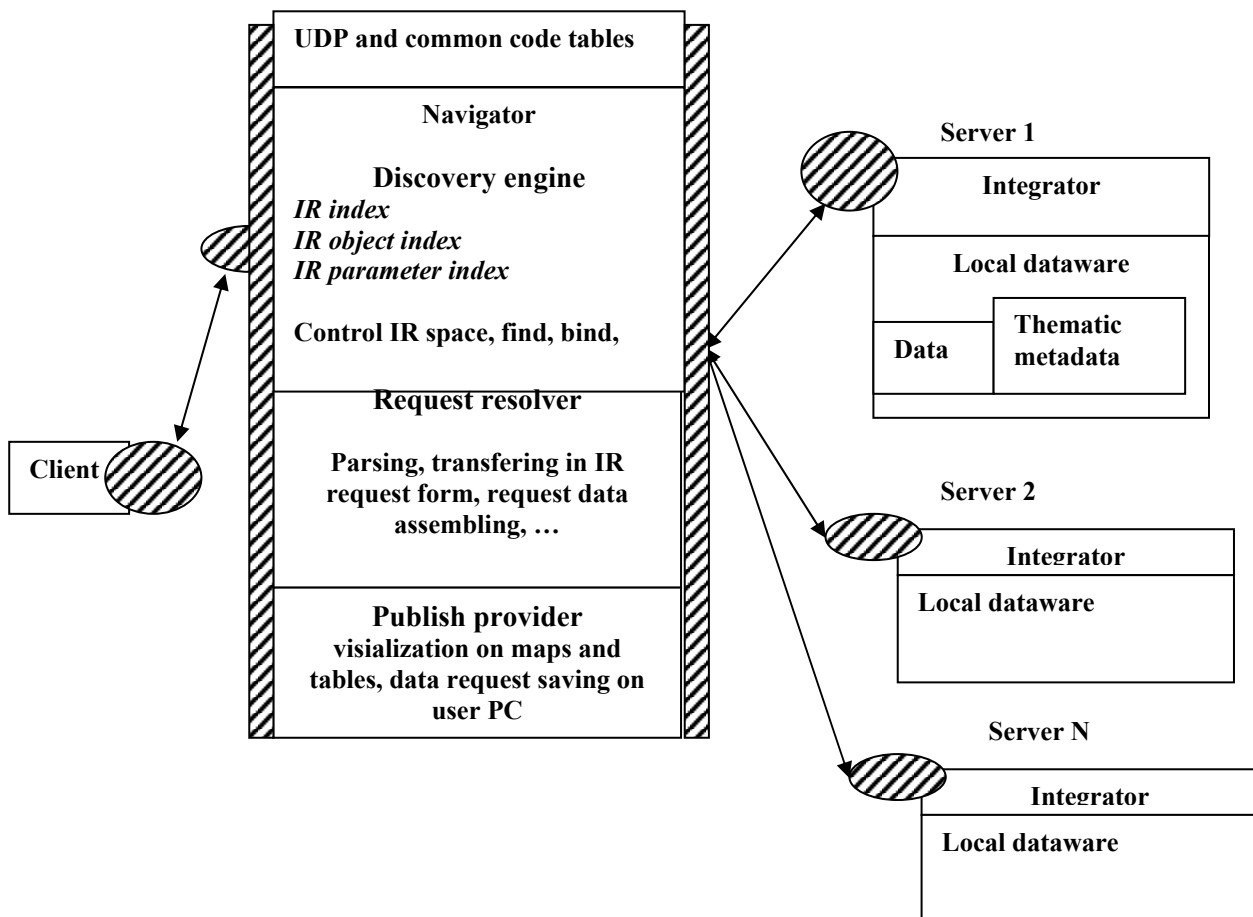 UDP and common code tables
Navigator
Discovery engine
IR index
IR object index
IR parameter index
Control IR space, find, bind,
Request resolver
Parsing, transfering in IR
request form, request data
assembling, …
Publish provider
visialization on maps and
tables, data request saving on
user PC
Client
Server 1
Integrator
Local dataware
Data
Thematic
metadata
Server 2
Integrator
Local dataware
Server N
Integrator
Local dataware